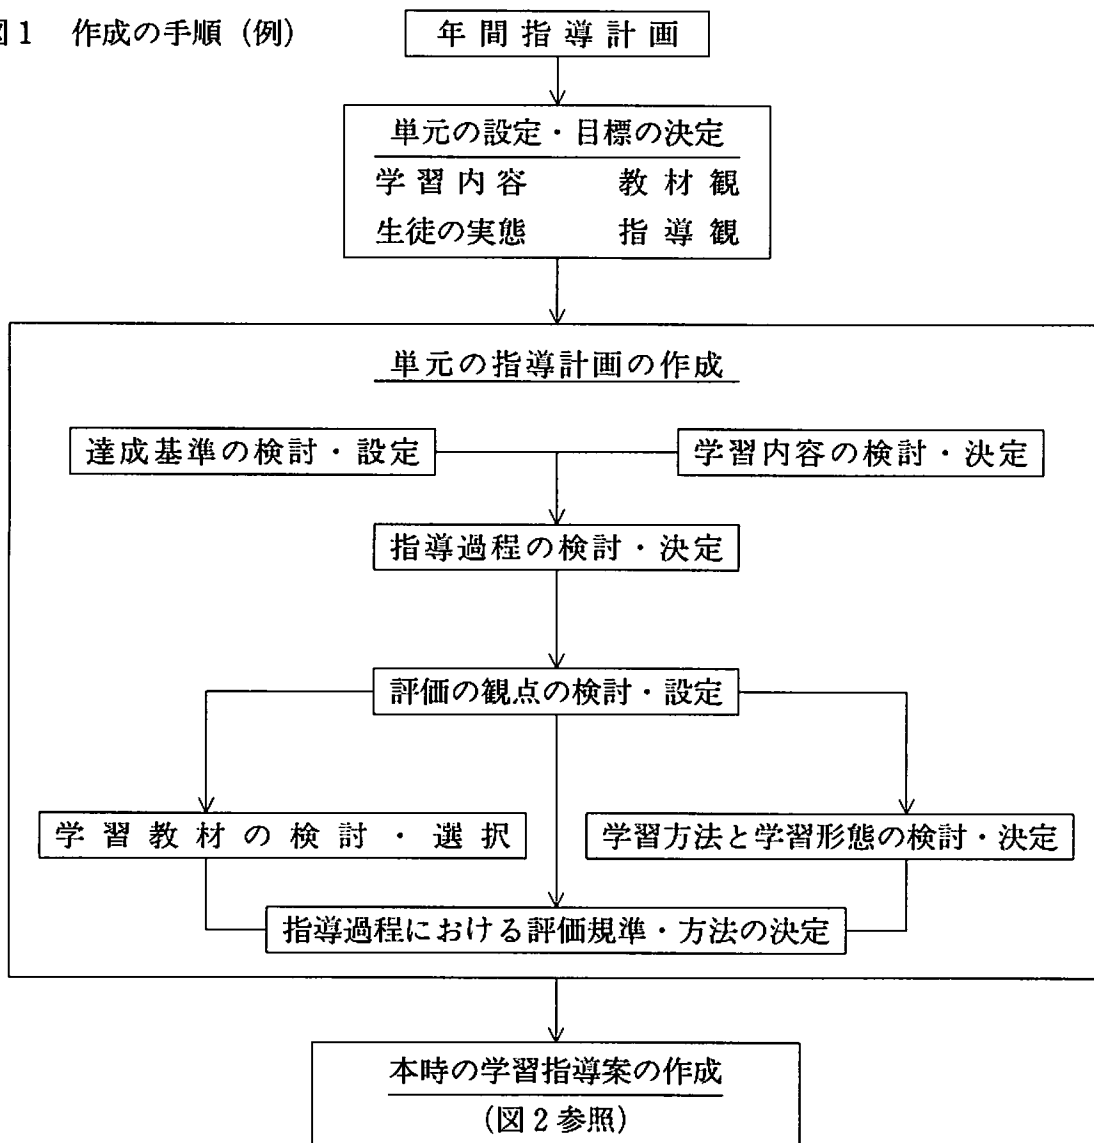 図1 作成の手順（例）
年間指導計画
単元の設定・目標の決定
学習内容 教材観
生徒の実態 指導観
単元の指導計画の作成
達成基準の検討・設定
学習内容の検討・決定
指導過程の検討・決定
評価の観点の検討・設定
学習教材の検討・選択
学習方法と学習形態の検討・決定
指導過程における評価規準・方法の決定
本時の学習指導案の作成
（図2参照）